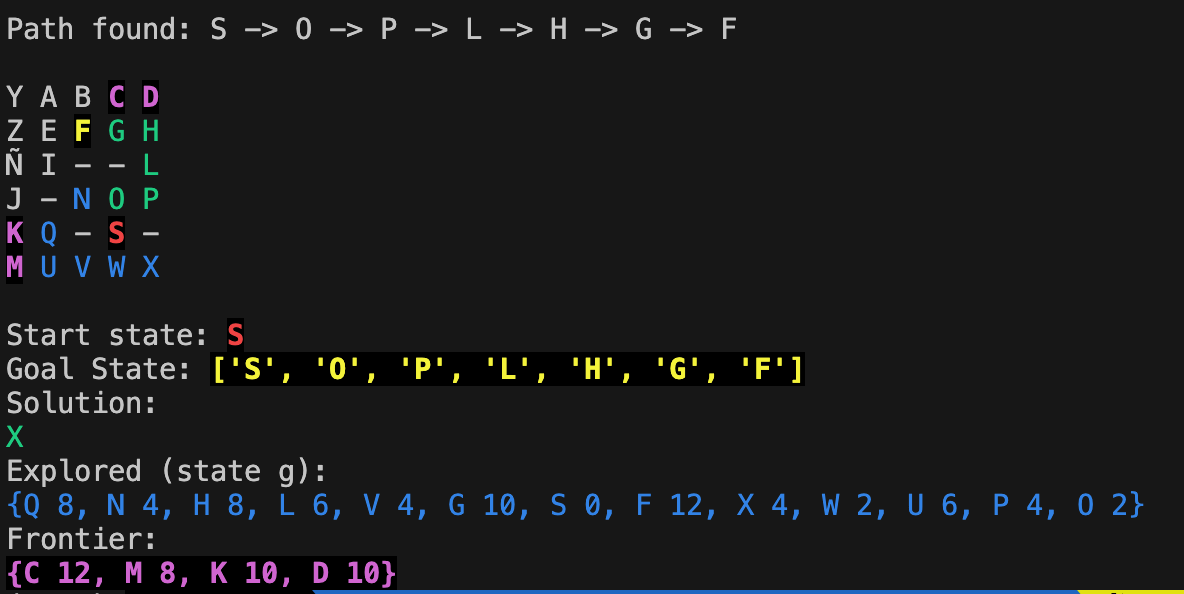 Path found: S —> O —> P —> L —> H —> G —> F
Y A B C D
Z E F G H
Ñ I – – L
J – N O P
K Q – S –
M U V W X
Start state: S
Goal State: ['S', 'O', 'P', 'L', 'H', 'G', 'F']
Solution:
X
Explored (state g):
{Q 8, N 4, H 8, L 6, V 4, G 10, S 0, F 12, X 4, W 2, U 6, P 4, O 2}
Frontier:
{C 12, M 8, K 10, D 10}